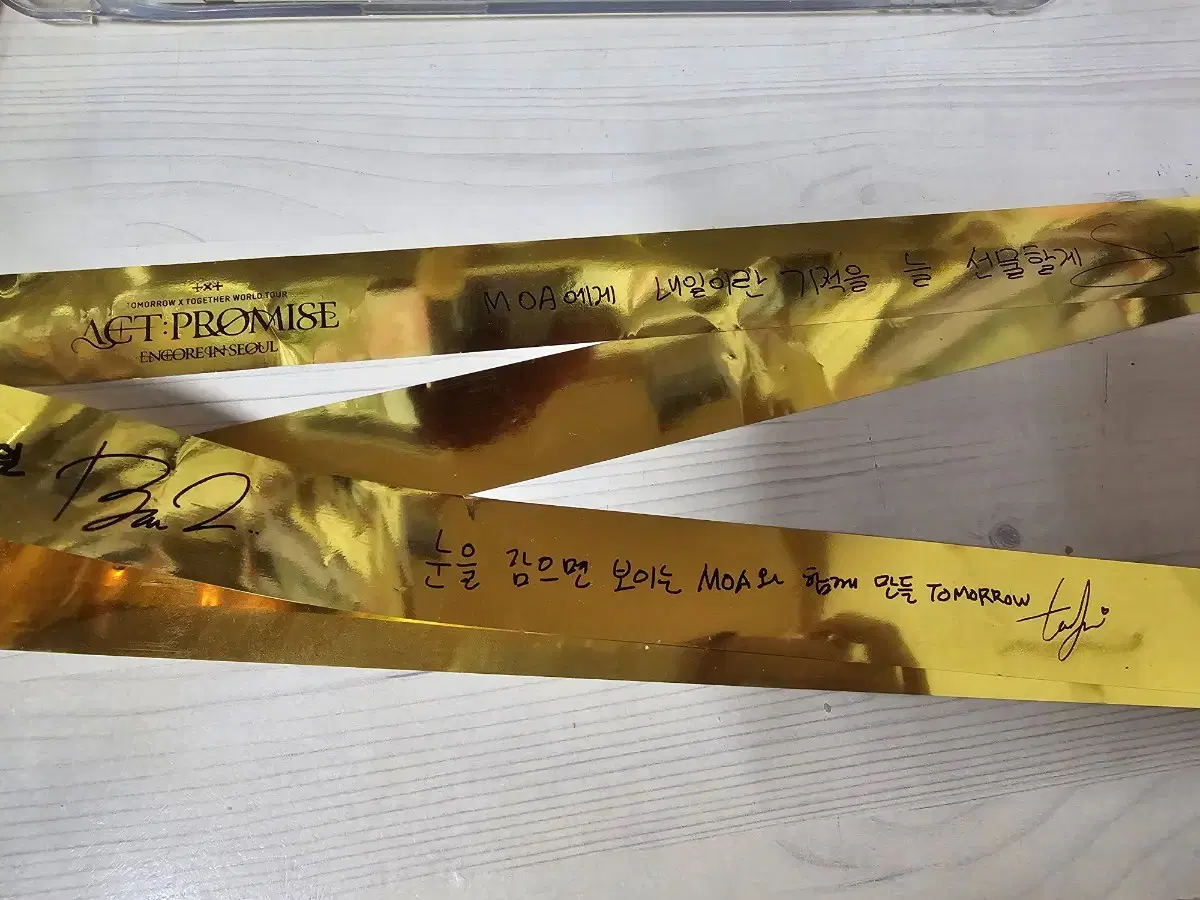 TOMORROW X TOGETHER WORLD TOUR
ACT : PROMISE
ENCORE IN SEOUL
MOA에게 내일이란 기적을 늘 선물할게
눈을 감으면 보이는 MOA와 함께 만들 TOMORROW